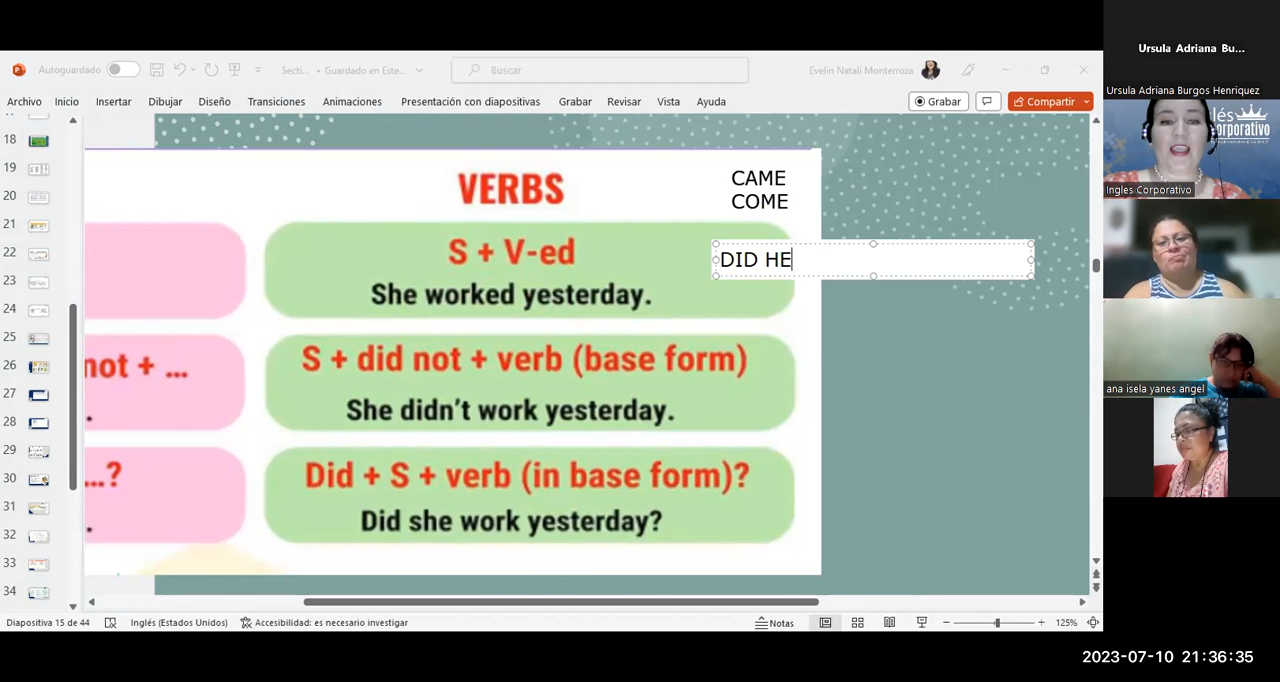 Autoguardado
Secti... • Guardado en Este...
Buscar
Evelin Natali Monterroza
Archivo Inicio Insertar Dibujar Diseño Transiciones Animaciones Presentación con diapositivas Grabar Revisar Vista Ayuda
Grabar
Compartir
18
19
20
21
22
23
24
25
26
27
28
29
30
31
32
33
34
VERBS
CAME
COME
S + V-ed
She worked yesterday.
DID HE
not + ...
.
S + did not + verb (base form)
She didn't work yesterday.
...?
.
Did + S + verb (in base form)?
Did she work yesterday?
Diapositiva 15 de 44
Inglés (Estados Unidos)
Accesibilidad: es necesario investigar
Notas
125%
Ursula Adriana Bu...
Ursula Adriana Burgos Henriquez
lés
orporativo
Ingles Corporativo
ana isela yanes angel
2023-07-10 21:36:35